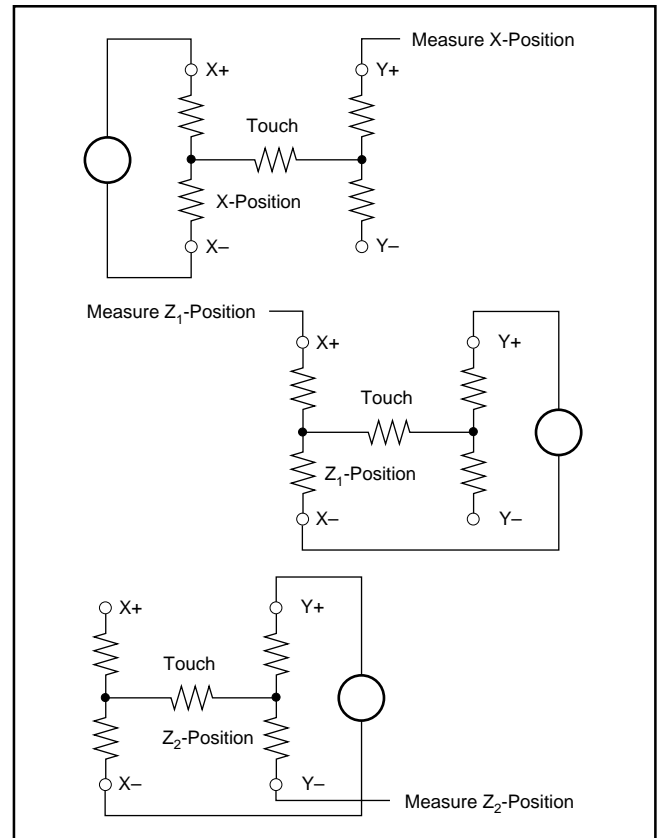 Measure X-Position
X+
Y+
Touch
X-Position
X–
Y–
Measure Z₁-Position
X+
Y+
Touch
Z₁-Position
X–
Y–
X+
Y+
Touch
Z₂-Position
X–
Y–
Measure Z₂-Position